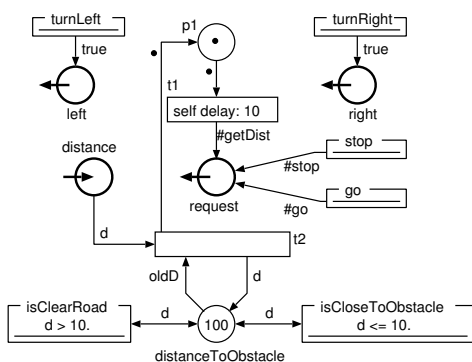 turnLeft
p1
turnRight
true
true
t1
left
self delay: 10
right
#getDist
distance
stop
#stop
request
go
#go
d
t2
oldD
d
isClearRoad
isCloseToObstacle
d > 10.
d
100
d
d <= 10.
distanceToObstacle